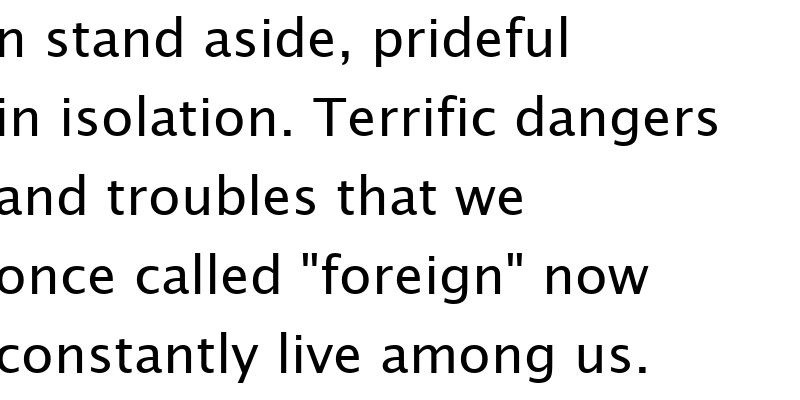 n stand aside, prideful
in isolation. Terrific dangers
and troubles that we
once called "foreign" now
constantly live among us.